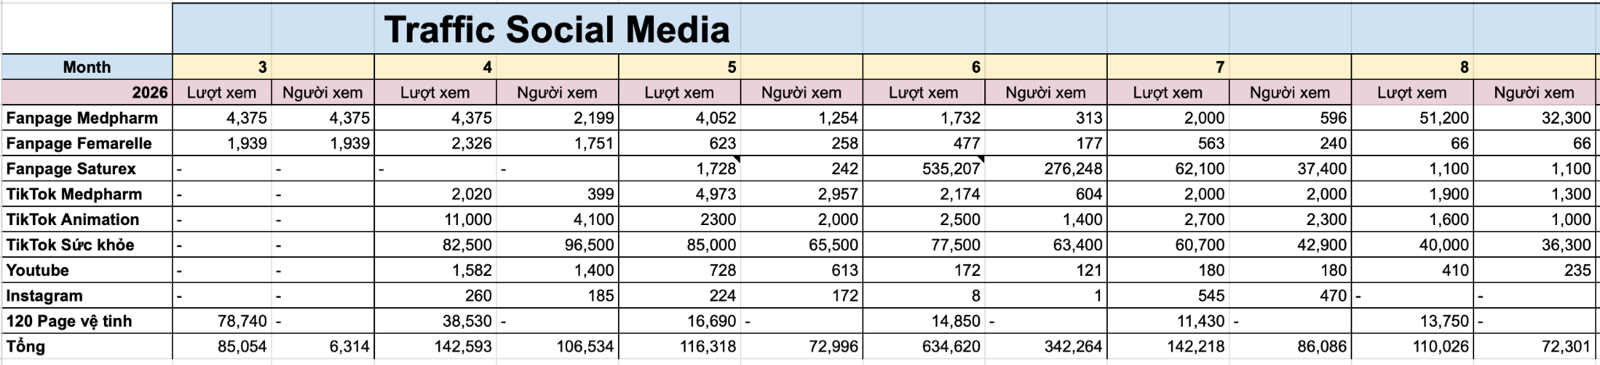 Traffic Social Media
Month 3 4 5 6 7 8
2026 Lượt xem Người xem Lượt xem Người xem Lượt xem Người xem Lượt xem Người xem Lượt xem Người xem Lượt xem Người xem
Fanpage Medpharm 4,375 4,375 4,375 2,199 4,052 1,254 1,732 313 2,000 596 51,200 32,300
Fanpage Femarelle 1,939 1,939 2,326 1,751 623 258 477 177 563 240 66 66
Fanpage Saturex - - - - 1,728 242 535,207 276,248 62,100 37,400 1,100 1,100
TikTok Medpharm - - 2,020 399 4,973 2,957 2,174 604 2,000 2,000 1,900 1,300
TikTok Animation - - 11,000 4,100 2300 2,000 2,500 1,400 2,700 2,300 1,600 1,000
TikTok Sức khỏe - - 82,500 96,500 85,000 65,500 77,500 63,400 60,700 42,900 40,000 36,300
Youtube - - 1,582 1,400 728 613 172 121 180 180 410 235
Instagram - - 260 185 224 172 8 1 545 470 - -
120 Page vệ tinh 78,740 - 38,530 - 16,690 - 14,850 - 11,430 - 13,750 -
Tổng 85,054 6,314 142,593 106,534 116,318 72,996 634,620 342,264 142,218 86,086 110,026 72,301